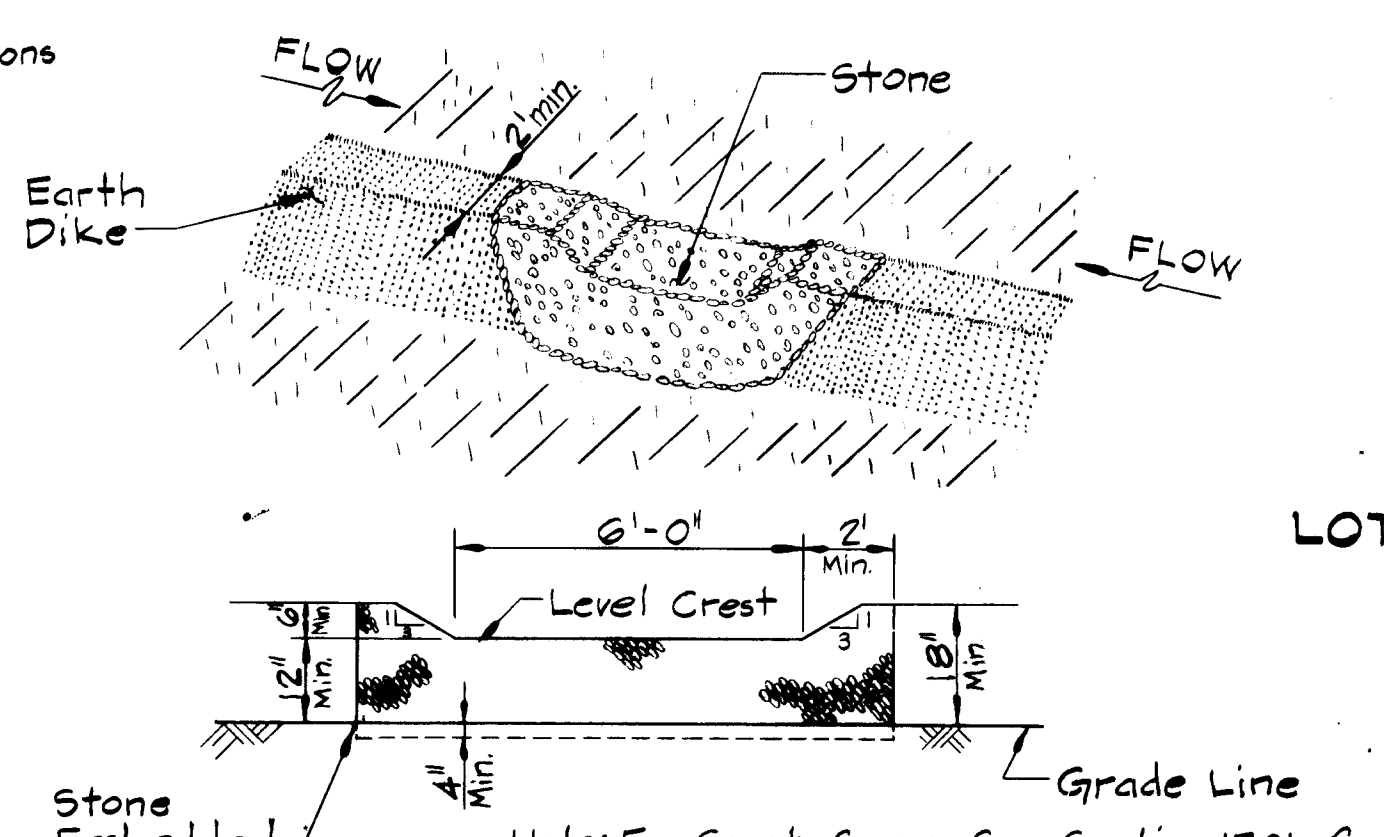 ons
FLOW
2' min.
Stone
Earth
Dike
FLOW
LOT
6'-0"
2'
Min.
Level Crest
6"
Min
1
3
1
3
12"
Min.
18"
Min
4"
Min.
Grade Line
Stone